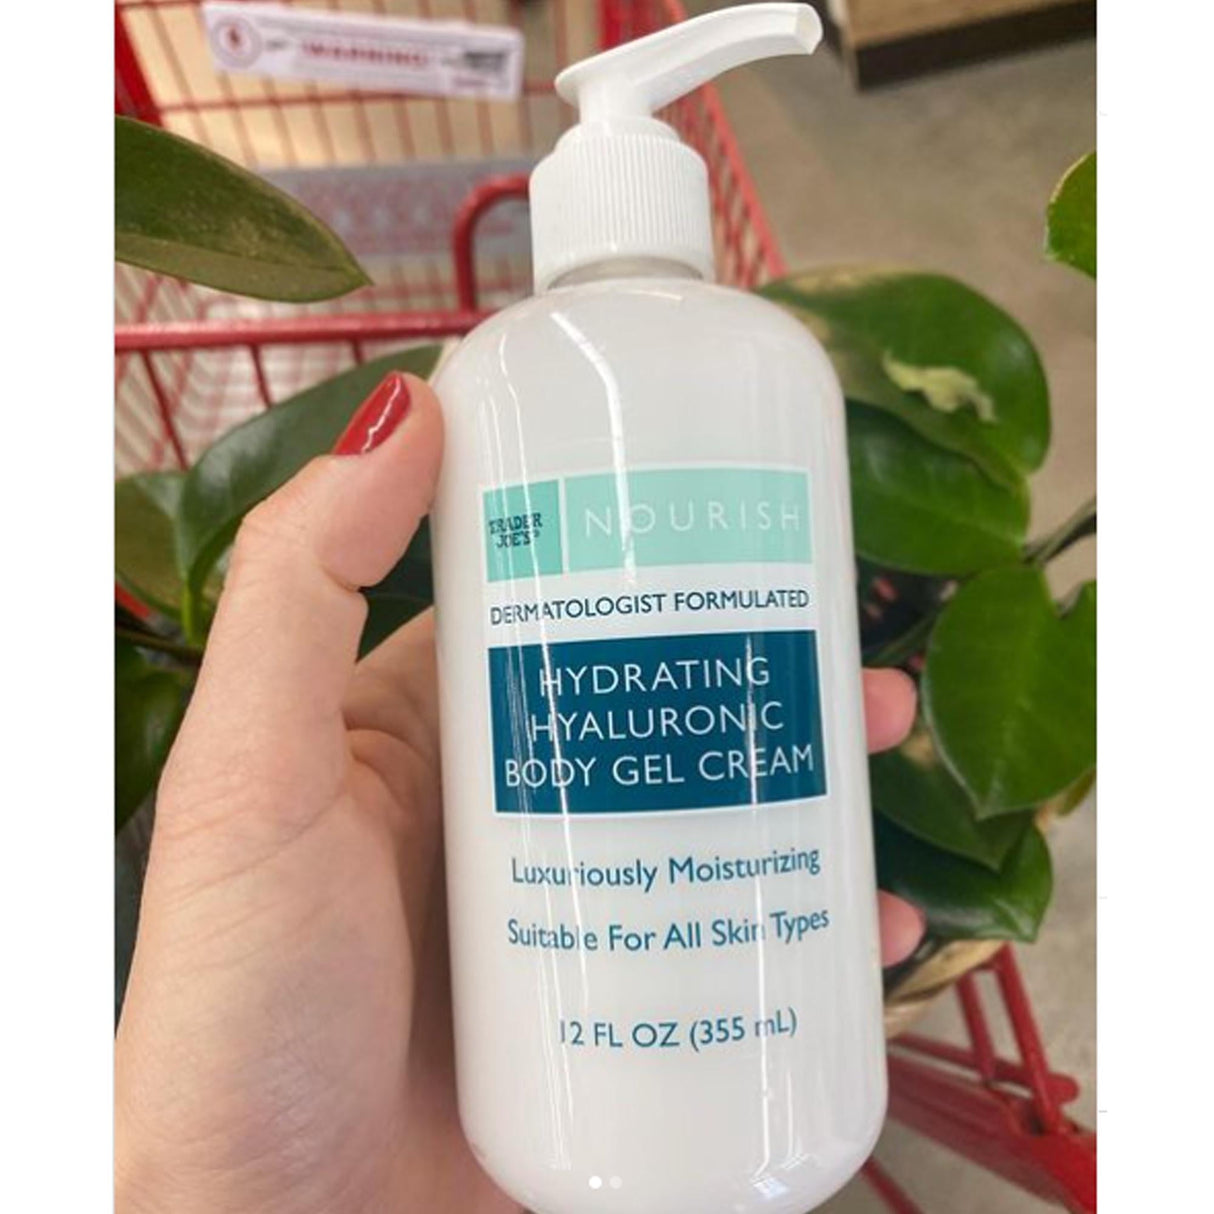 WARNING
TRADER
JOE'S®
NOURISH
DERMATOLOGIST FORMULATED
HYDRATING
HYALURONIC
BODY GEL CREAM
Luxuriously Moisturizing
Suitable For All Skin Types
12 FL OZ (355 mL)